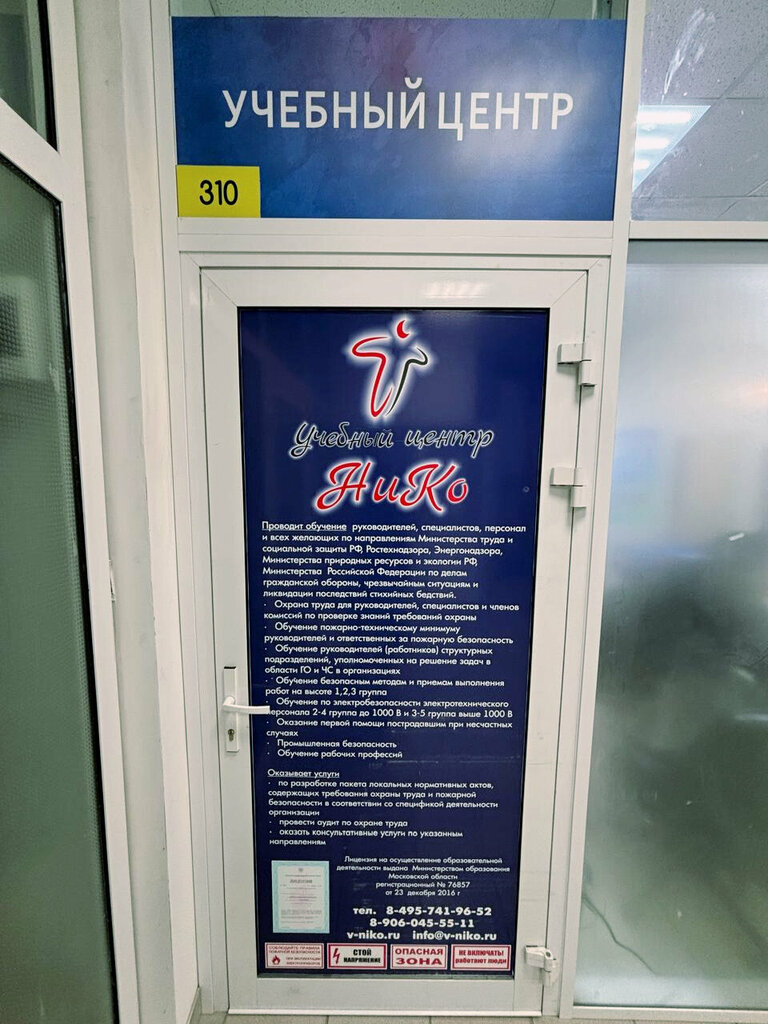 УЧЕБНЫЙ ЦЕНТР
310
Учебный центр
НиКо
Проводит обучение руководителей, специалистов, персонал
и всех желающих по направлениям Министерства труда и
социальной защиты РФ, Ростехнадзора, Энергонадзора,
Министерства природных ресурсов и экологии РФ,
Министерства Российской Федерации по делам
гражданской обороны, чрезвычайным ситуациям и
ликвидации последствий стихийных бедствий.
· Охрана труда для руководителей, специалистов и членов
комиссий по проверке знаний требований охраны
· Обучение пожарно-техническому минимуму
руководителей и ответственных за пожарную безопасность
· Обучение руководителей (работников) структурных
подразделений, уполномоченных на решение задач в
области ГО и ЧС в организациях
· Обучение безопасным методам и приемам выполнения
работ на высоте 1,2,3 группа
· Обучение по электробезопасности электротехнического
персонала 2-4 группа до 1000 В и 3-5 группа выше 1000 В
· Оказание первой помощи пострадавшим при несчастных
случаях
· Промышленная безопасность
· Обучение рабочих профессий
Оказывает услуги
· по разработке пакета локальных нормативных актов,
содержащих требования охраны труда и пожарной
безопасности в соответствии со спецификой деятельности
организации
· провести аудит по охране труда
· оказать консультативные услуги по указанным
направлениям
Лицензия на осуществление образовательной
деятельности выдана Министерством образования
Московской области
регистрационный № 76857
от 23 декабря 2016 г
ЛИЦЕНЗИЯ
тел. 8-495-741-96-52
8-906-045-55-11
v-niko.ru info@v-niko.ru
СОБЛЮДАЙТЕ ПРАВИЛА
ПОЖАРНОЙ БЕЗОПАСНОСТИ
ПРИ ЭКСПЛУАТАЦИИ
ЭЛЕКТРОПРИБОРОВ
СТОЙ
НАПРЯЖЕНИЕ
ОПАСНАЯ
ЗОНА
НЕ ВКЛЮЧАТЬ!
работают люди